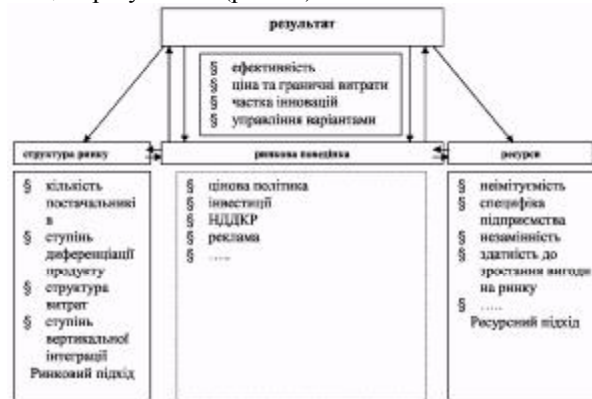 результат
§ ефективність
§ ціна та граничні витрати
§ частка інновацій
§ управління варіантами
структура ринку
ринкова поведінка
ресурси
§ кількість
постачальникі
в
§ ступінь
диференціації
продукту
§ структура
витрат
§ ступінь
вертикальної
інтеграції
Ринковий підхід
§ цінова політика
§ інвестиції
§ НДДКР
§ реклама
§ …..
§ неімітуємість
§ специфіка
підприємства
§ незамінність
§ здатність до
зростання вигоди
на ринку
§ …..
Ресурсний підхід